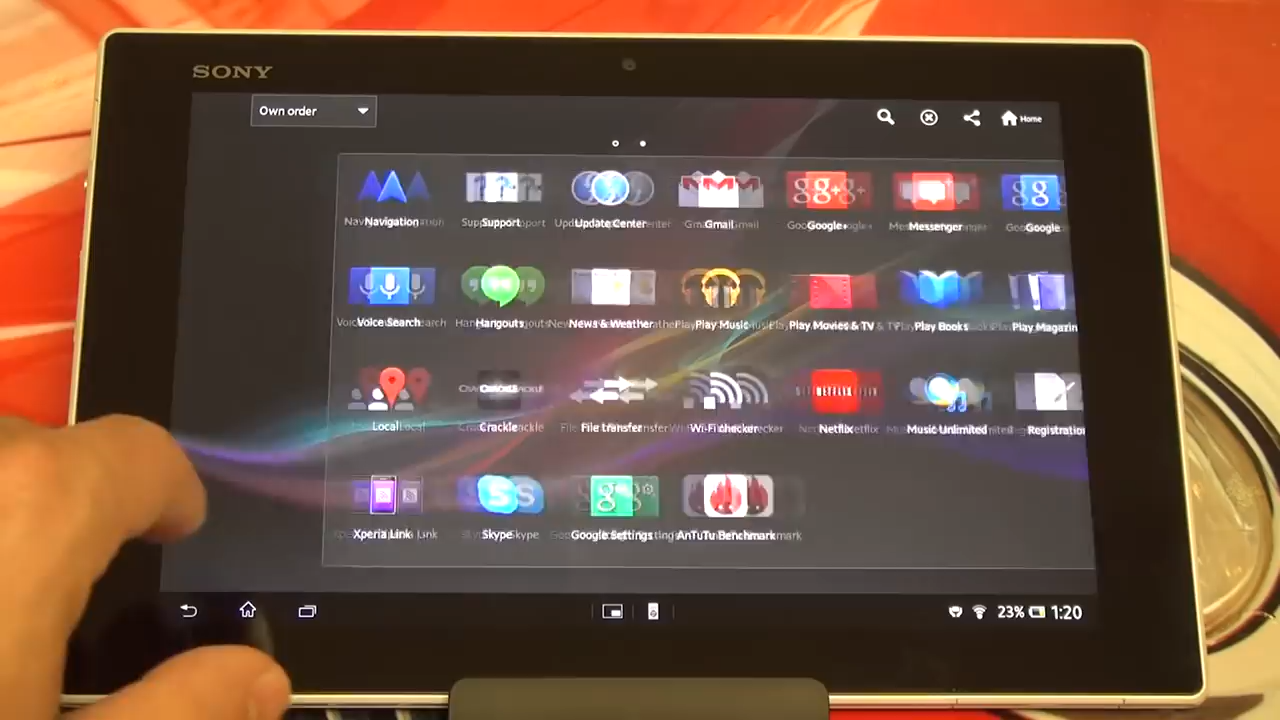 SONY
Own order
Home
Navigation Support Update Center Gmail Google+ Messenger Google
Voice Search Hangouts News & Weather Play Music Play Movies & TV Play Books Play Magazin
Local Crackle File transfer Wi-Fi checker Netflix Music Unlimited Registration
Xperia Link Skype Google Settings AnTuTu Benchmark
23% 1:20